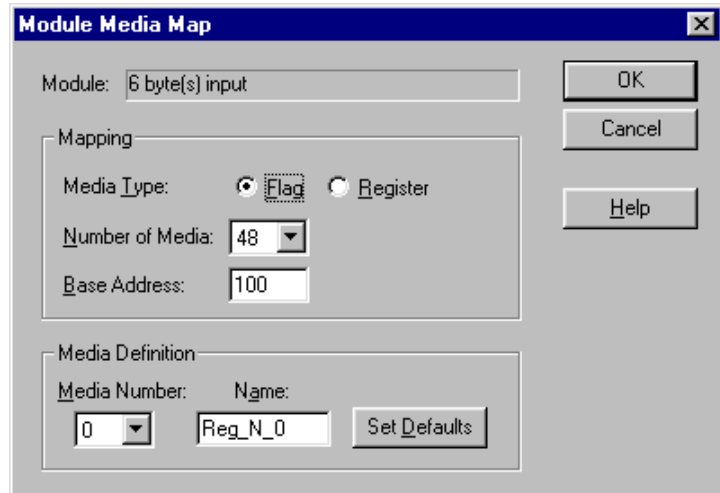 Module Media Map
Module: 6 byte(s) input
OK
Cancel
Help
Mapping
Media Type: Flag Register
Number of Media: 48
Base Address: 100
Media Definition
Media Number: Name:
0 Reg_N_0 Set Defaults